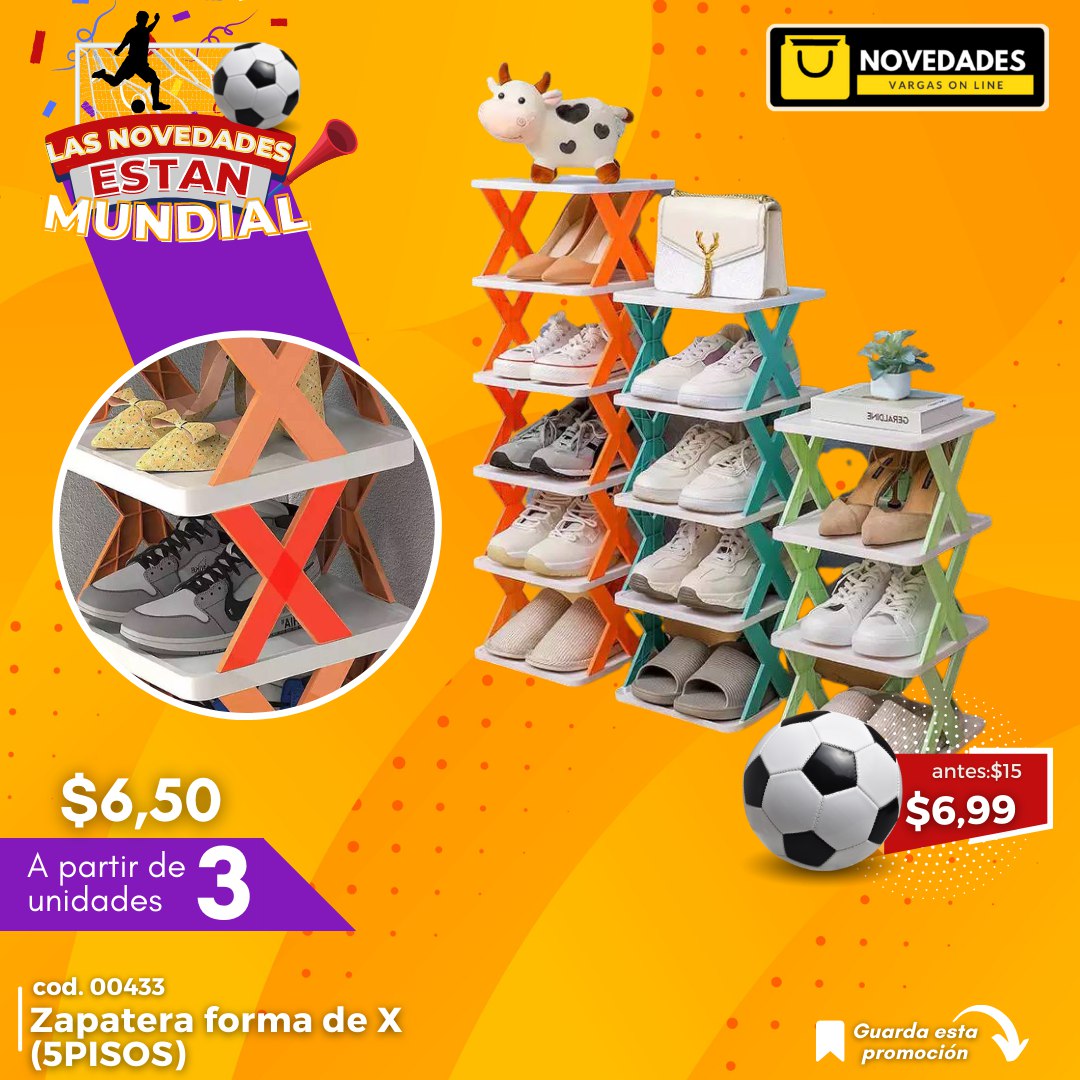 LAS NOVEDADES
ESTAN
MUNDIAL
NOVEDADES
VARGAS ON LINE
GERALDINE
antes:$15
$6,99
$6,50
A partir de
unidades
3
cod. 00433
Zapatera forma de X
(5PISOS)
Guarda esta
promoción